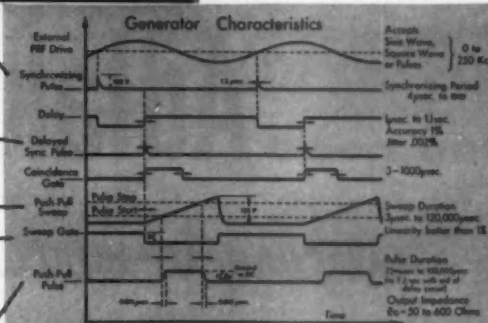 Generator Characteristics
External
PRF Drive
Accepts
Sine Wave,
Square Wave
or Pulses
0 to
250 Kc
Synchronizing
Pulse
Synchronizing Period
4μsec. to
Delay
1μsec. to 1.1sec.
Accuracy 1%
Jitter .002%
Delayed
Sync Pulse
Coincidence
Gate
3-1000μsec.
Push Pull
Sweep
Pulse Stop
Pulse Start
Sweep Duration
3μsec. to 120,000μsec.
Linearity better than 1%
Sweep Gate
Push Pull
Pulse
Pulse Duration
Output Impedance
50 to 600 Ohms
Time